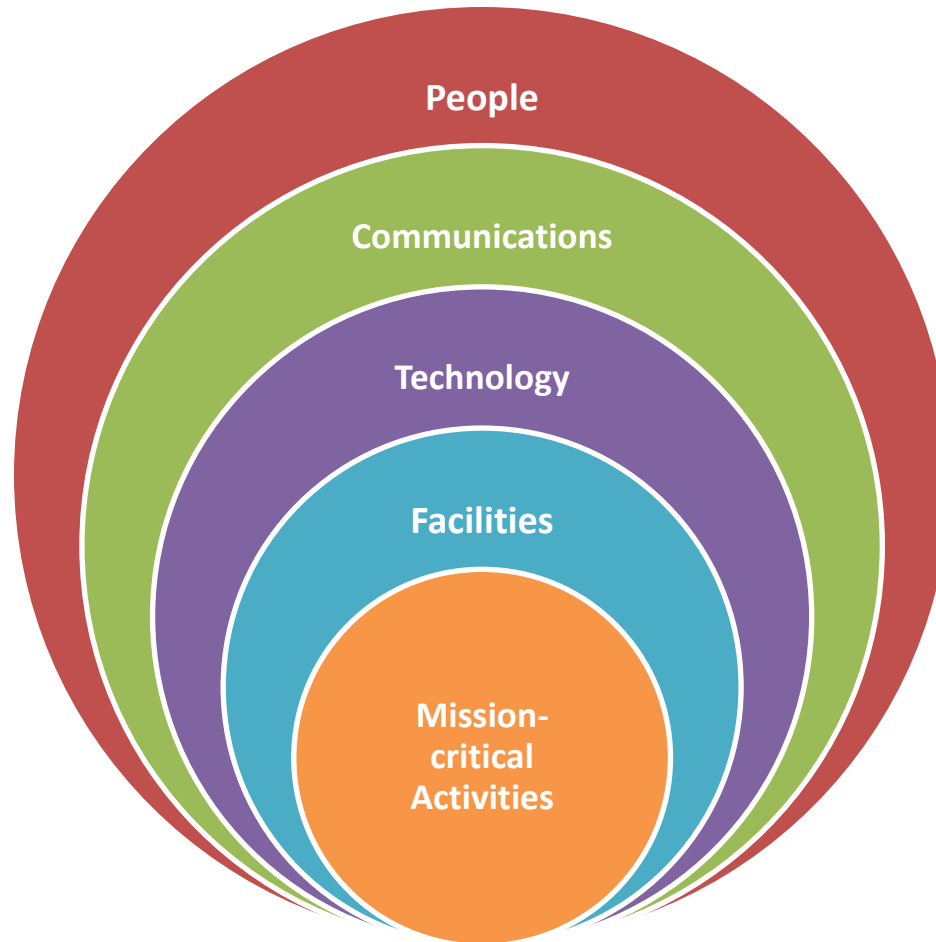 People
Communications
Technology
Facilities
Mission-
critical
Activities